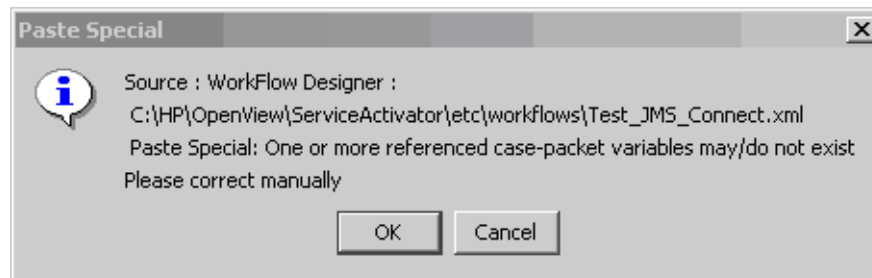 Paste Special
Source : WorkFlow Designer :
C:\HP\OpenView\ServiceActivator\etc\workflows\Test_JMS_Connect.xml
Paste Special: One or more referenced case-packet variables may/do not exist
Please correct manually
OK Cancel